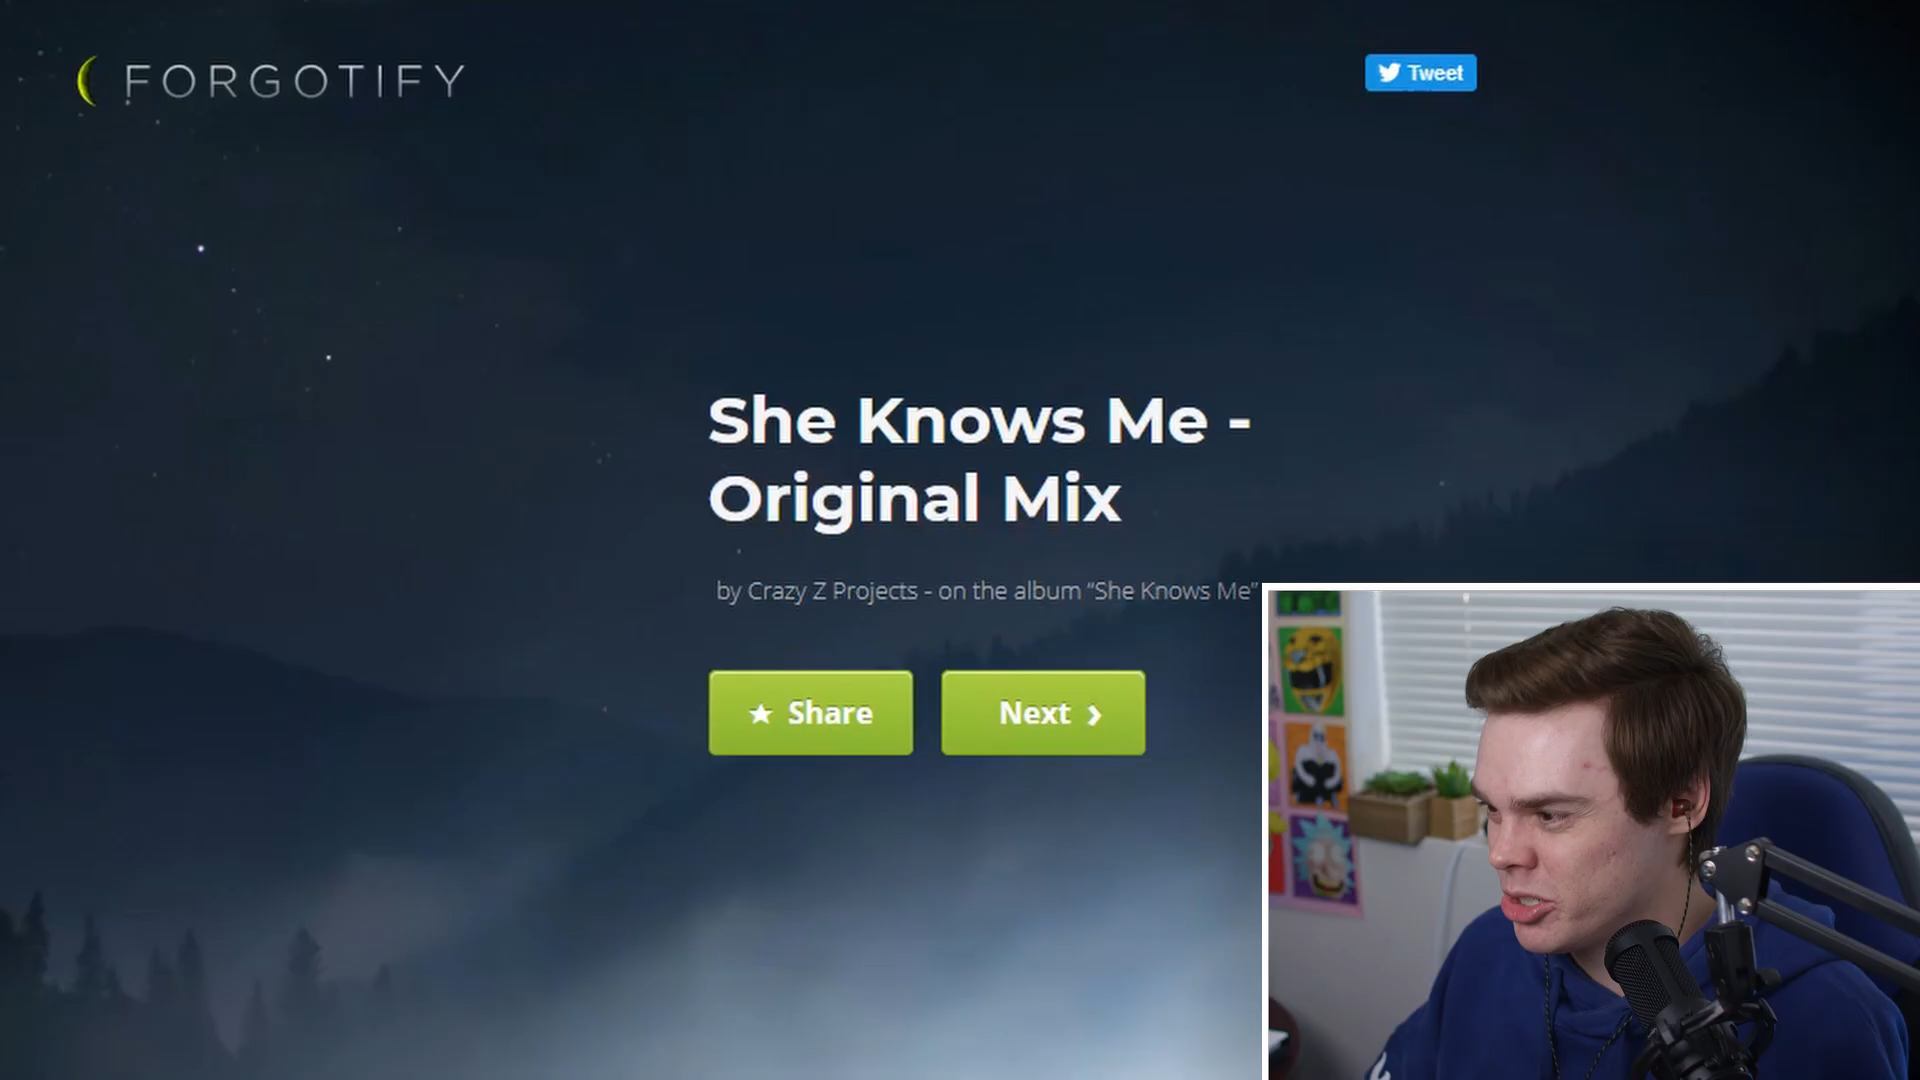 FORGOTIFY
Tweet
She Knows Me -
Original Mix
by Crazy Z Projects - on the album “She Knows Me”
Share
Next